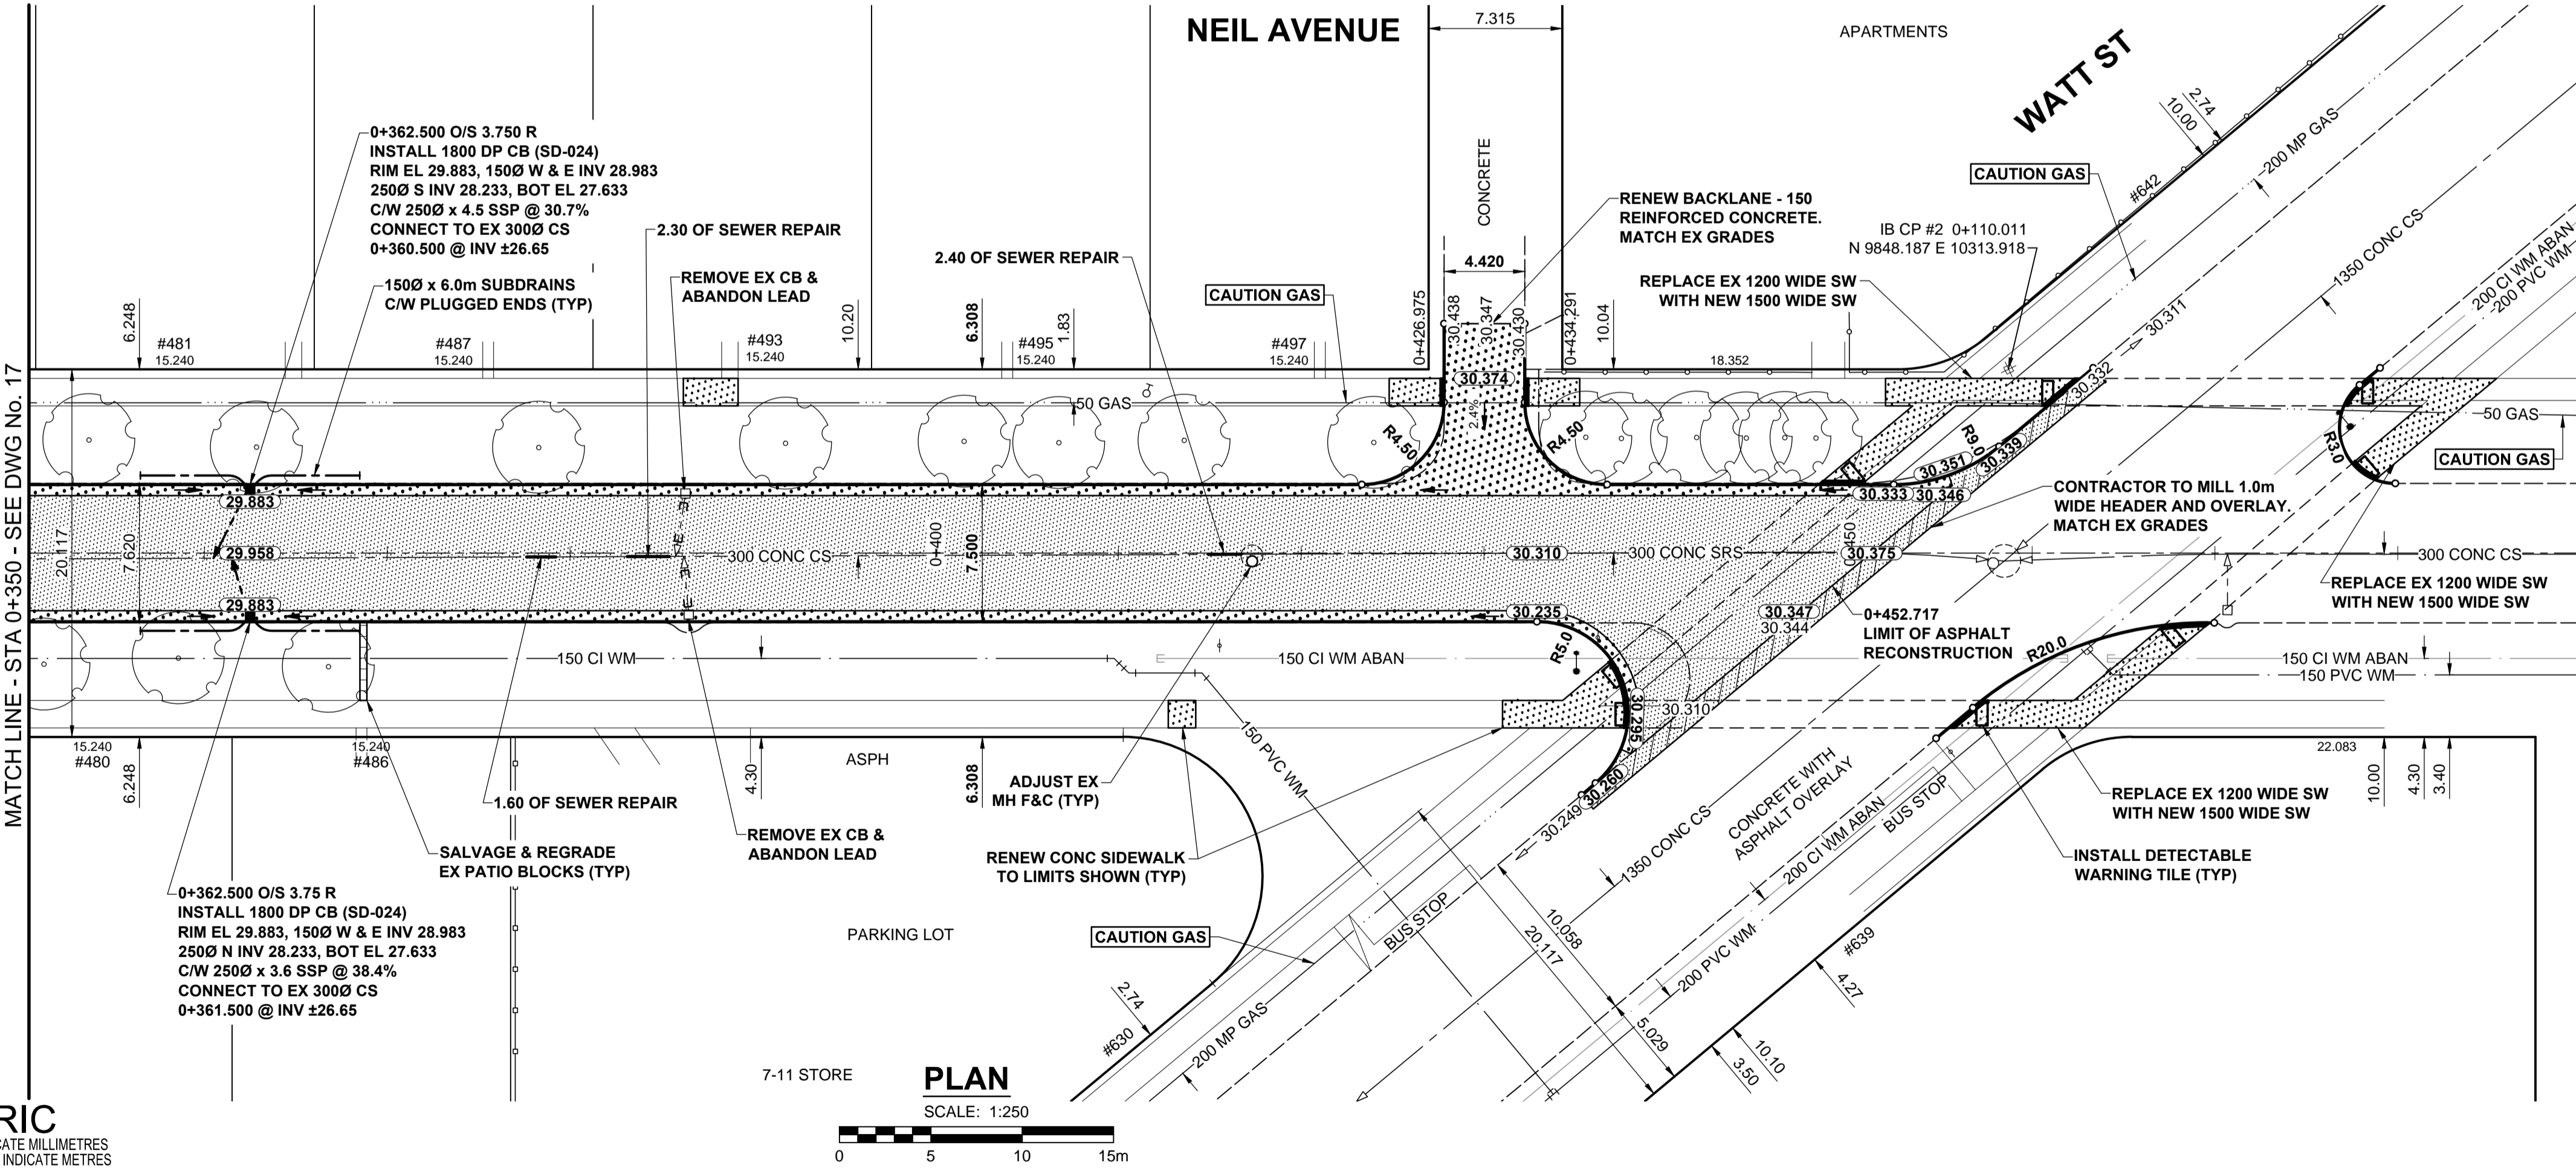 NEIL AVENUE
7.315
APARTMENTS
WATT ST
2.74
10.00
200 MP GAS
CAUTION GAS
#642
0+362.500 O/S 3.750 R
INSTALL 1800 DP CB (SD-024)
RIM EL 29.883, 150Ø W & E INV 28.983
250Ø S INV 28.233, BOT EL 27.633
C/W 250Ø x 4.5 SSP @ 30.7%
CONNECT TO EX 300Ø CS
0+360.500 @ INV ±26.65
150Ø x 6.0m SUBDRAINS
C/W PLUGGED ENDS (TYP)
2.30 OF SEWER REPAIR
REMOVE EX CB &
ABANDON LEAD
2.40 OF SEWER REPAIR
CAUTION GAS
CONCRETE
4.420
RENEW BACKLANE - 150
REINFORCED CONCRETE.
MATCH EX GRADES
IB CP #2 0+110.011
N 9848.187 E 10313.918
REPLACE EX 1200 WIDE SW
WITH NEW 1500 WIDE SW
1350 CONC CS
200 CI WM ABAN
200 PVC WM
6.248
#481
15.240
#487
15.240
#493
15.240
10.20
6.308
#495
15.240
1.83
#497
15.240
0+426.975
30.438
30.347
30.430
0+434.291
10.04
18.352
30.311
30.332
30.374
2.4%
50 GAS
50 GAS
CAUTION GAS
R4.50
R4.50
R9.0
R3.0
30.351
30.339
30.333
30.346
MATCH LINE - STA 0+350 - SEE DWG No. 17
20.117
7.620
29.883
29.958
29.883
300 CONC CS
0+400
7.500
30.310
300 CONC SRS
0+450
30.375
300 CONC CS
CONTRACTOR TO MILL 1.0m
WIDE HEADER AND OVERLAY.
MATCH EX GRADES
REPLACE EX 1200 WIDE SW
WITH NEW 1500 WIDE SW
30.235
30.347
30.344
0+452.717
LIMIT OF ASPHALT
RECONSTRUCTION
R5.0
R20.0
150 CI WM
150 CI WM ABAN
150 CI WM ABAN
150 PVC WM
30.295
30.310
30.260
30.249
15.240
#480
6.248
15.240
#486
4.30
ASPH
6.308
150 PVC WM
22.083
10.00
4.30
3.40
1.60 OF SEWER REPAIR
ADJUST EX
MH F&C (TYP)
REMOVE EX CB &
ABANDON LEAD
SALVAGE & REGRADE
EX PATIO BLOCKS (TYP)
RENEW CONC SIDEWALK
TO LIMITS SHOWN (TYP)
CONCRETE WITH
ASPHALT OVERLAY
1350 CONC CS
200 CI WM ABAN
BUS STOP
REPLACE EX 1200 WIDE SW
WITH NEW 1500 WIDE SW
INSTALL DETECTABLE
WARNING TILE (TYP)
0+362.500 O/S 3.75 R
INSTALL 1800 DP CB (SD-024)
RIM EL 29.883, 150Ø W & E INV 28.983
250Ø N INV 28.233, BOT EL 27.633
C/W 250Ø x 3.6 SSP @ 38.4%
CONNECT TO EX 300Ø CS
0+361.500 @ INV ±26.65
PARKING LOT
CAUTION GAS
BUS STOP
10.058
20.117
200 PVC WM
#639
4.27
2.74
#630
200 MP GAS
5.029
10.10
3.50
7-11 STORE
PLAN
SCALE: 1:250
0 5 10 15m
RIC
CATE MILLIMETRES
INDICATE METRES